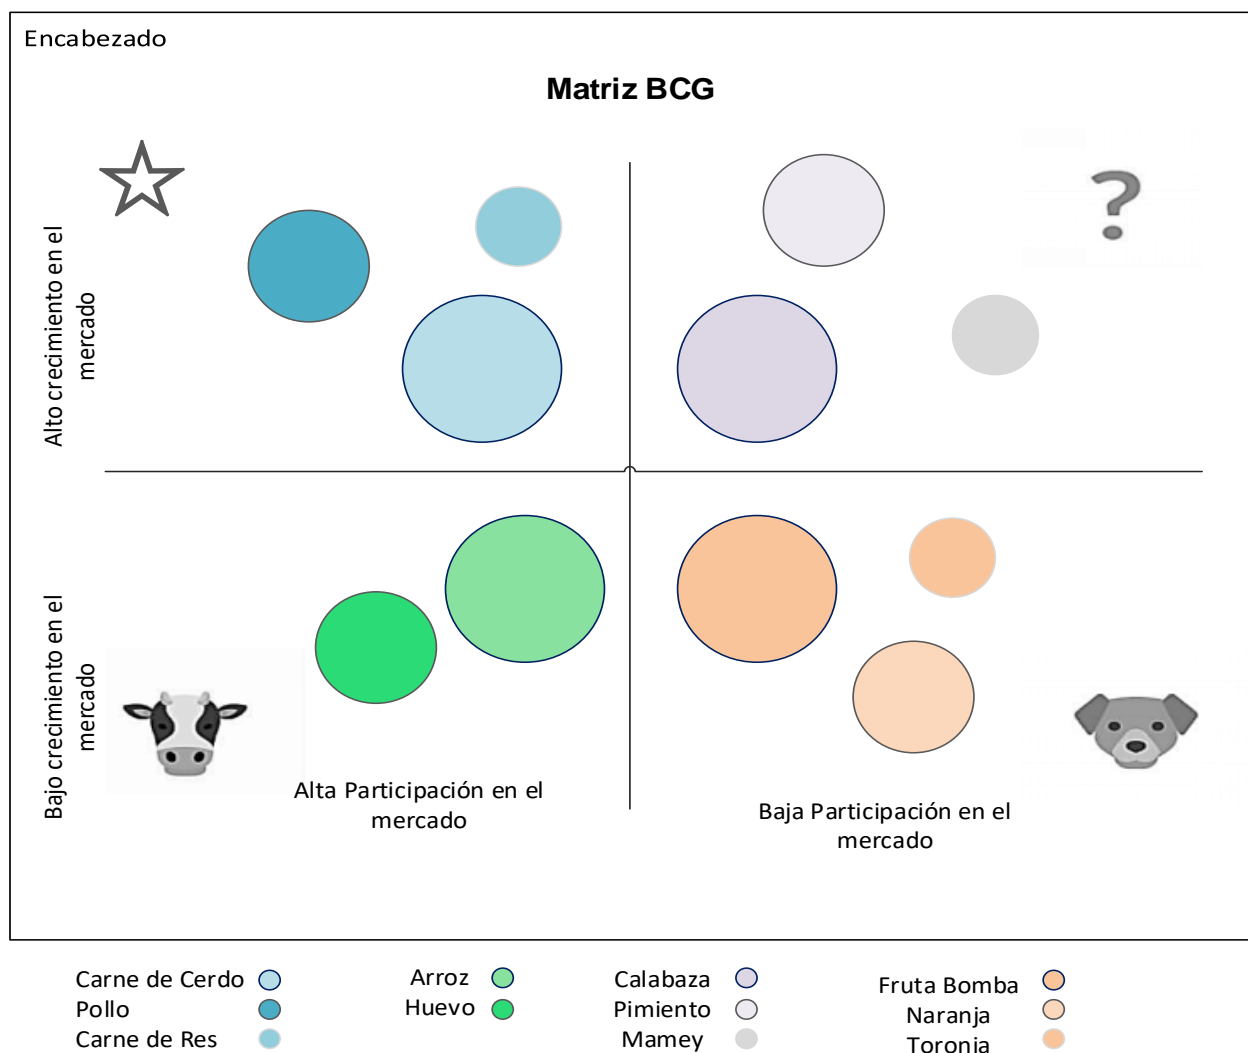 Encabezado
Matriz BCG
Alto crecimiento en el
mercado
?
Bajo crecimiento en el
mercado
Alta Participación en el
mercado
Baja Participación en el
mercado
Carne de Cerdo
Pollo
Carne de Res
Arroz
Huevo
Calabaza
Pimiento
Mamey
Fruta Bomba
Naranja
Toronja